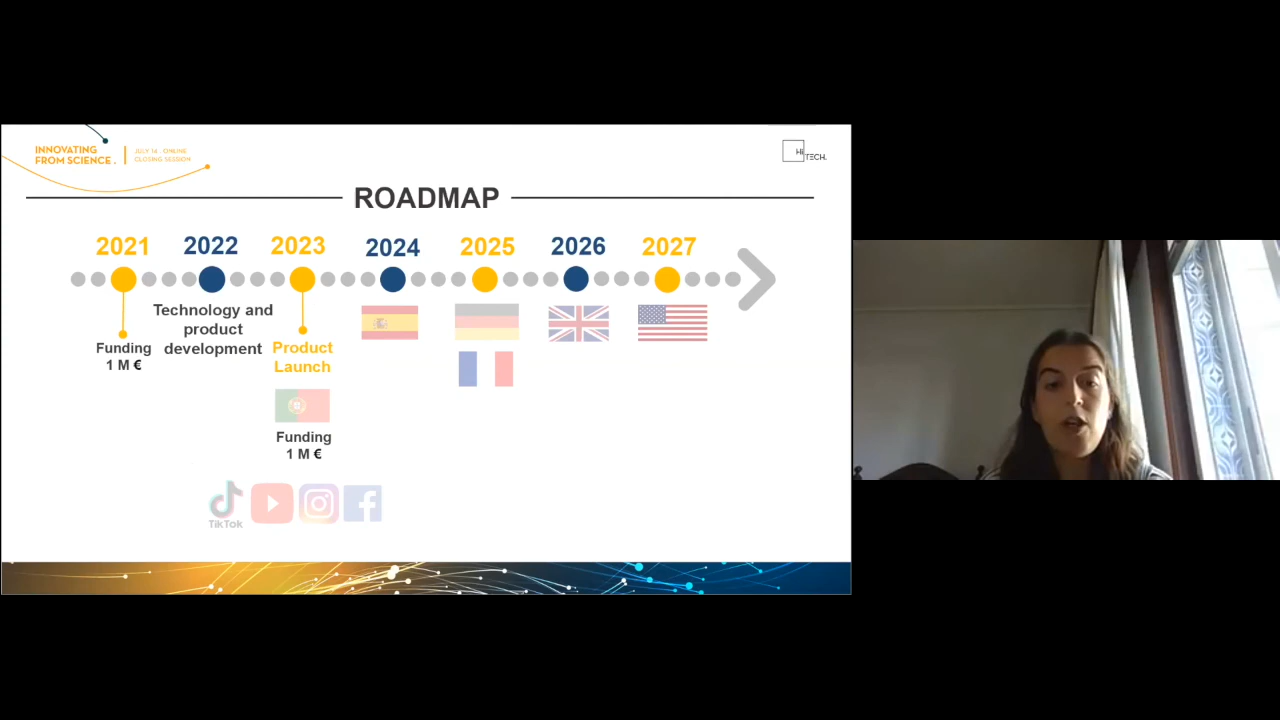 INNOVATING
FROM SCIENCE.
JULY 14 . ONLINE
CLOSING SESSION
Hi
TECH.
ROADMAP
2021 2022 2023 2024 2025 2026 2027
Technology and
product
development
Funding
1 M €
Product
Launch
Funding
1 M €
TikTok